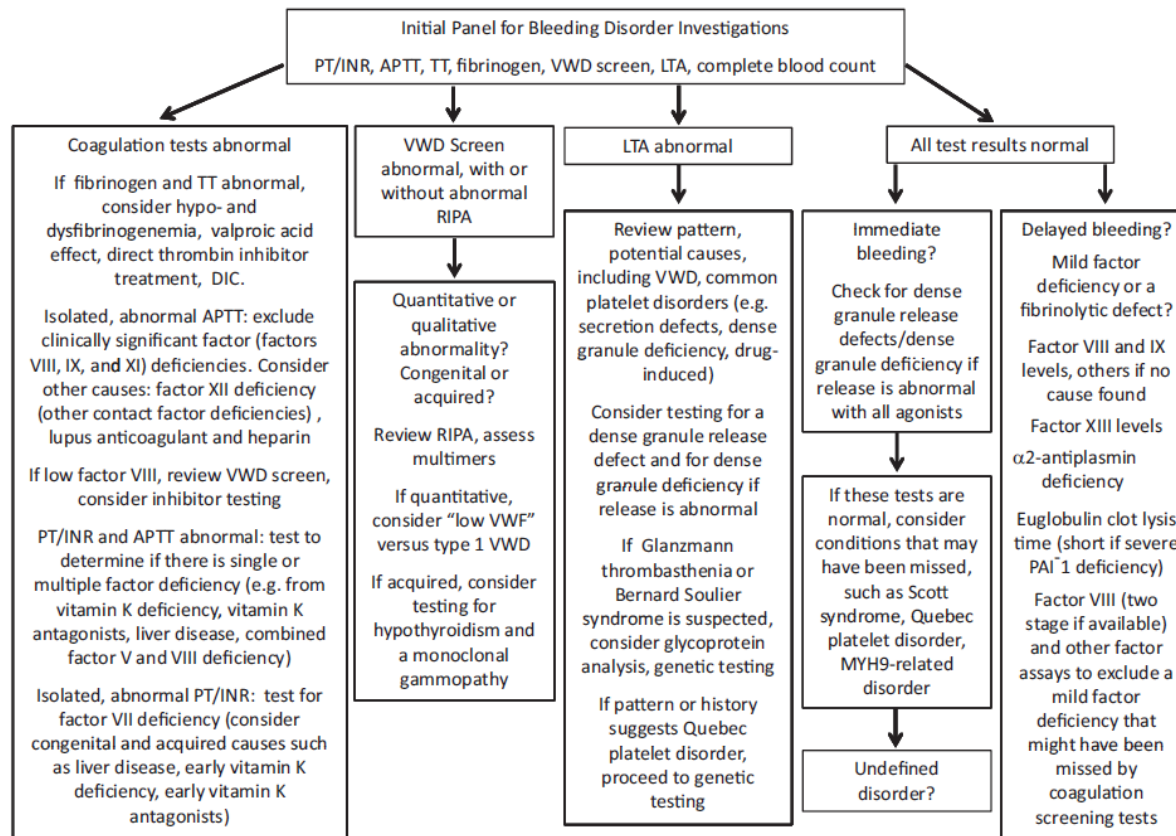 Initial Panel for Bleeding Disorder Investigations
PT/INR, APTT, TT, fibrinogen, VWD screen, LTA, complete blood count
Coagulation tests abnormal
If fibrinogen and TT abnormal,
consider hypo- and
dysfibrinogenemia, valproic acid
effect, direct thrombin inhibitor
treatment, DIC.
Isolated, abnormal APTT: exclude
clinically significant factor (factors
VIII, IX, and XI) deficiencies. Consider
other causes: factor XII deficiency
(other contact factor deficiencies) ,
lupus anticoagulant and heparin
If low factor VIII, review VWD screen,
consider inhibitor testing
PT/INR and APTT abnormal: test to
determine if there is single or
multiple factor deficiency (e.g. from
vitamin K deficiency, vitamin K
antagonists, liver disease, combined
factor V and VIII deficiency)
Isolated, abnormal PT/INR: test for
factor VII deficiency (consider
congenital and acquired causes such
as liver disease, early vitamin K
deficiency, early vitamin K
antagonists)
VWD Screen
abnormal, with or
without abnormal
RIPA
Quantitative or
qualitative
abnormality?
Congenital or
acquired?
Review RIPA, assess
multimers
If quantitative,
consider “low VWF”
versus type 1 VWD
If acquired, consider
testing for
hypothyroidism and
a monoclonal
gammopathy
LTA abnormal
Review pattern,
potential causes,
including VWD, common
platelet disorders (e.g.
secretion defects, dense
granule deficiency, drug-
induced)
Consider testing for a
dense granule release
defect and for dense
granule deficiency if
release is abnormal
If Glanzmann
thrombasthenia or
Bernard Soulier
syndrome is suspected,
consider glycoprotein
analysis, genetic testing
If pattern or history
suggests Quebec
platelet disorder,
proceed to genetic
testing
All test results normal
Immediate
bleeding?
Check for dense
granule release
defects/dense
granule deficiency if
release is abnormal
with all agonists
If these tests are
normal, consider
conditions that may
have been missed,
such as Scott
syndrome, Quebec
platelet disorder,
MYH9-related
disorder
Undefined
disorder?
Delayed bleeding?
Mild factor
deficiency or a
fibrinolytic defect?
Factor VIII and IX
levels, others if no
cause found
Factor XIII levels
α2-antiplasmin
deficiency
Euglobulin clot lysis
time (short if severe
PAI¯1 deficiency)
Factor VIII (two
stage if available)
and other factor
assays to exclude a
mild factor
deficiency that
might have been
missed by
coagulation
screening tests